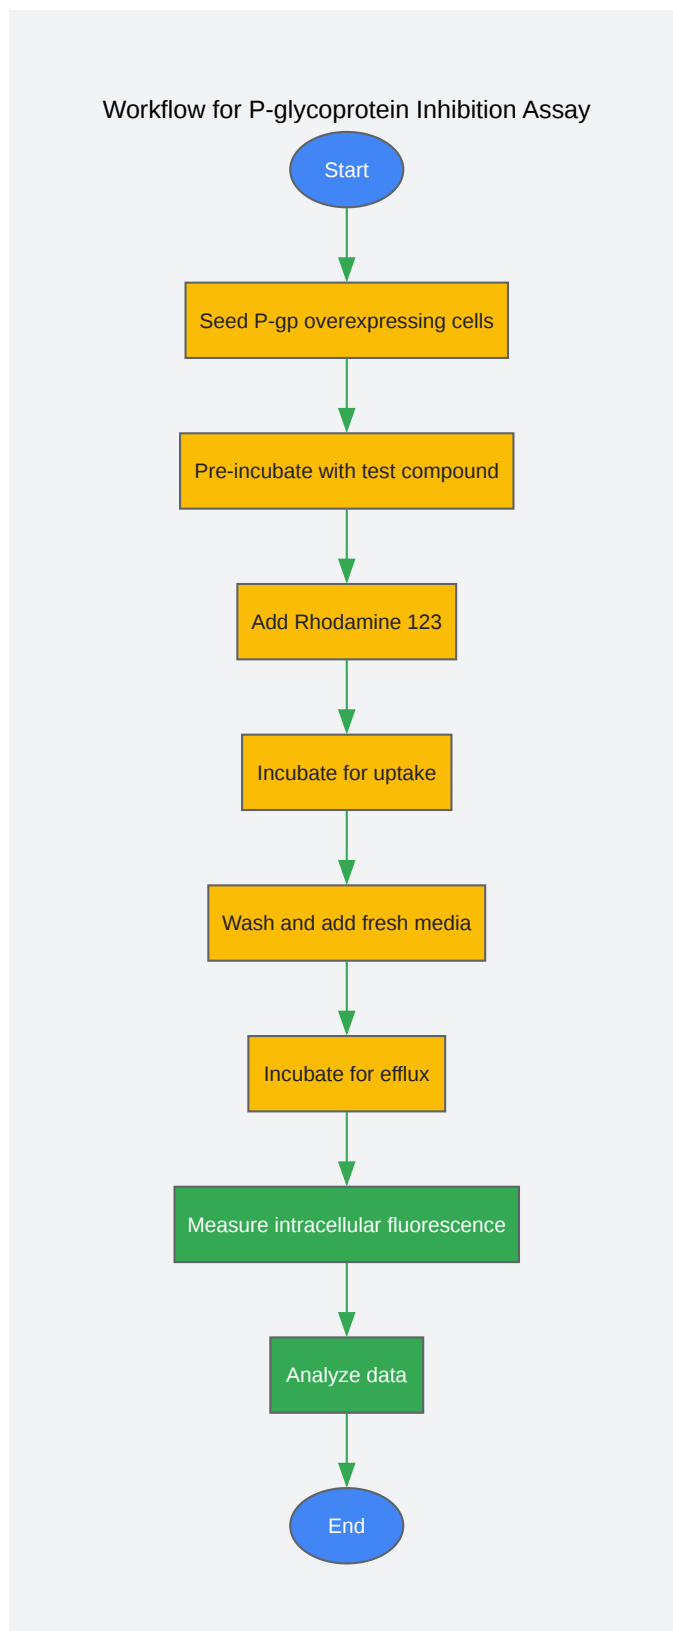 Workflow for P-glycoprotein Inhibition Assay
Start
Seed P-gp overexpressing cells
Pre-incubate with test compound
Add Rhodamine 123
Incubate for uptake
Wash and add fresh media
Incubate for efflux
Measure intracellular fluorescence
Analyze data
End